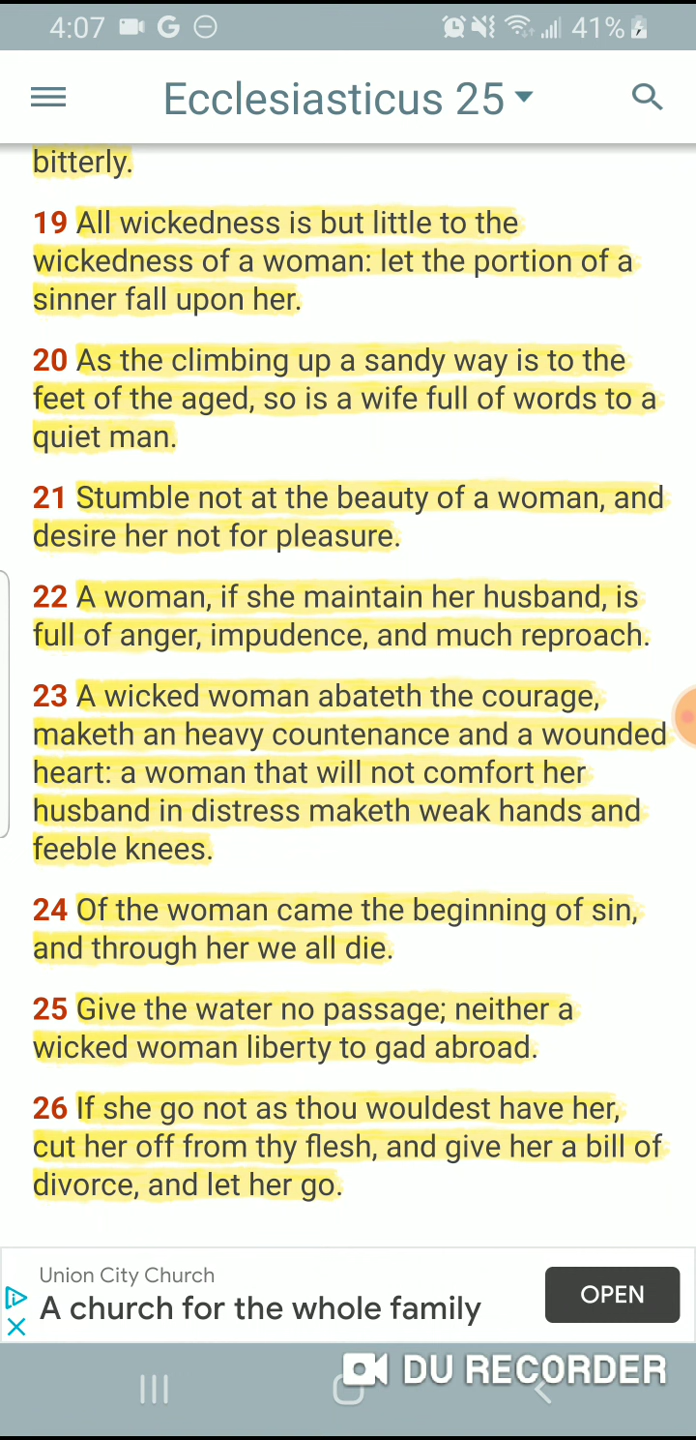 4:07 G 41%
Ecclesiasticus 25
bitterly.
19 All wickedness is but little to the
wickedness of a woman: let the portion of a
sinner fall upon her.
20 As the climbing up a sandy way is to the
feet of the aged, so is a wife full of words to a
quiet man.
21 Stumble not at the beauty of a woman, and
desire her not for pleasure.
22 A woman, if she maintain her husband, is
full of anger, impudence, and much reproach.
23 A wicked woman abateth the courage,
maketh an heavy countenance and a wounded
heart: a woman that will not comfort her
husband in distress maketh weak hands and
feeble knees.
24 Of the woman came the beginning of sin,
and through her we all die.
25 Give the water no passage; neither a
wicked woman liberty to gad abroad.
26 If she go not as thou wouldest have her,
cut her off from thy flesh, and give her a bill of
divorce, and let her go.
Union City Church
A church for the whole family
OPEN
DU RECORDER